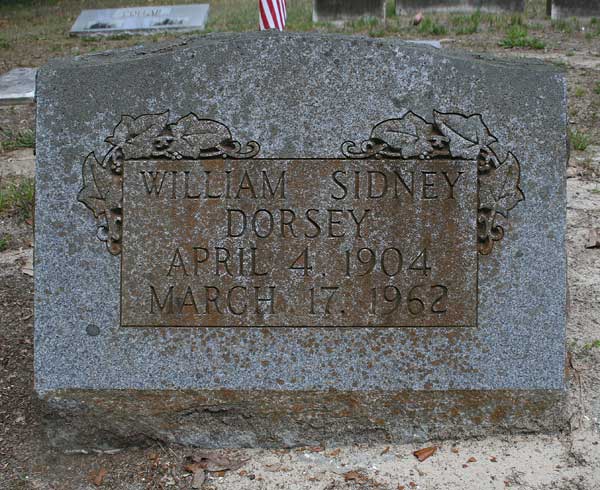 WILLIAM SIDNEY
DORSEY
APRIL 4, 1904
MARCH 17, 1962